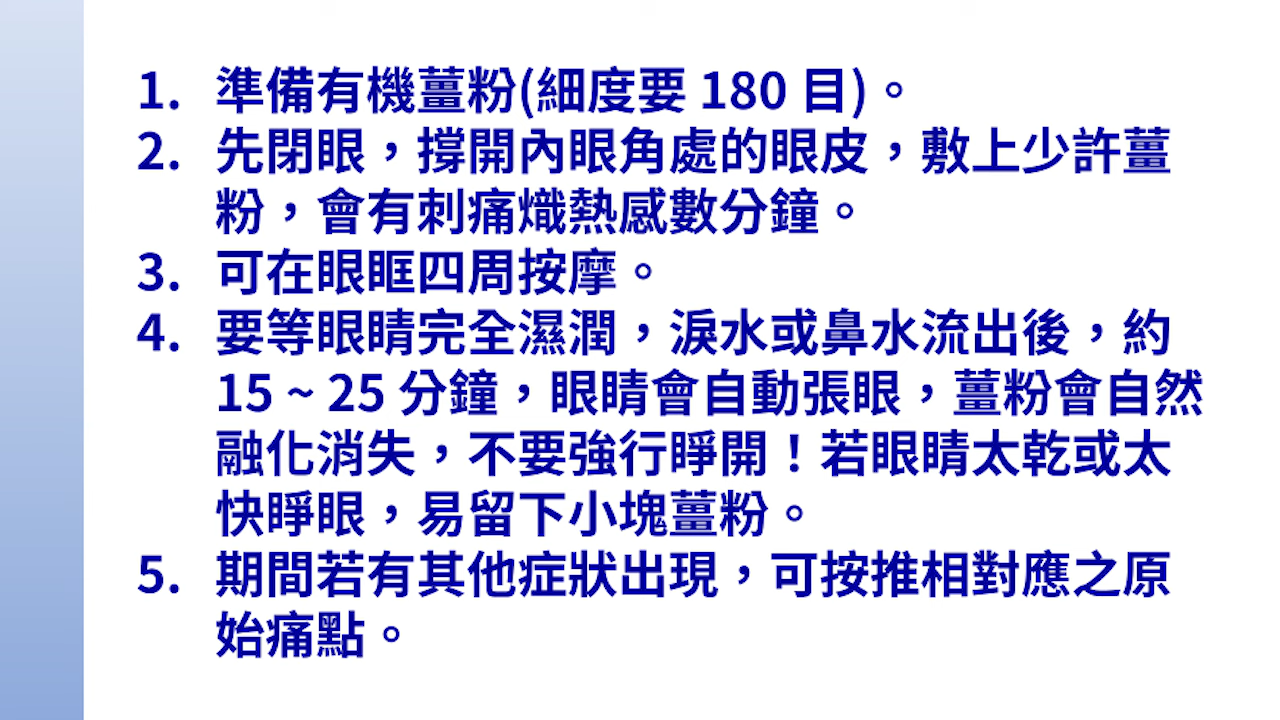 1. 準備有機薑粉(細度要 180 目)。
2. 先閉眼，撐開內眼角處的眼皮，敷上少許薑
粉，會有刺痛熾熱感數分鐘。
3. 可在眼眶四周按摩。
4. 要等眼睛完全濕潤，淚水或鼻水流出後，約
15 ~ 25 分鐘，眼睛會自動張眼，薑粉會自然
融化消失，不要強行睜開！若眼睛太乾或太
快睜眼，易留下小塊薑粉。
5. 期間若有其他症狀出現，可按推相對應之原
始痛點。